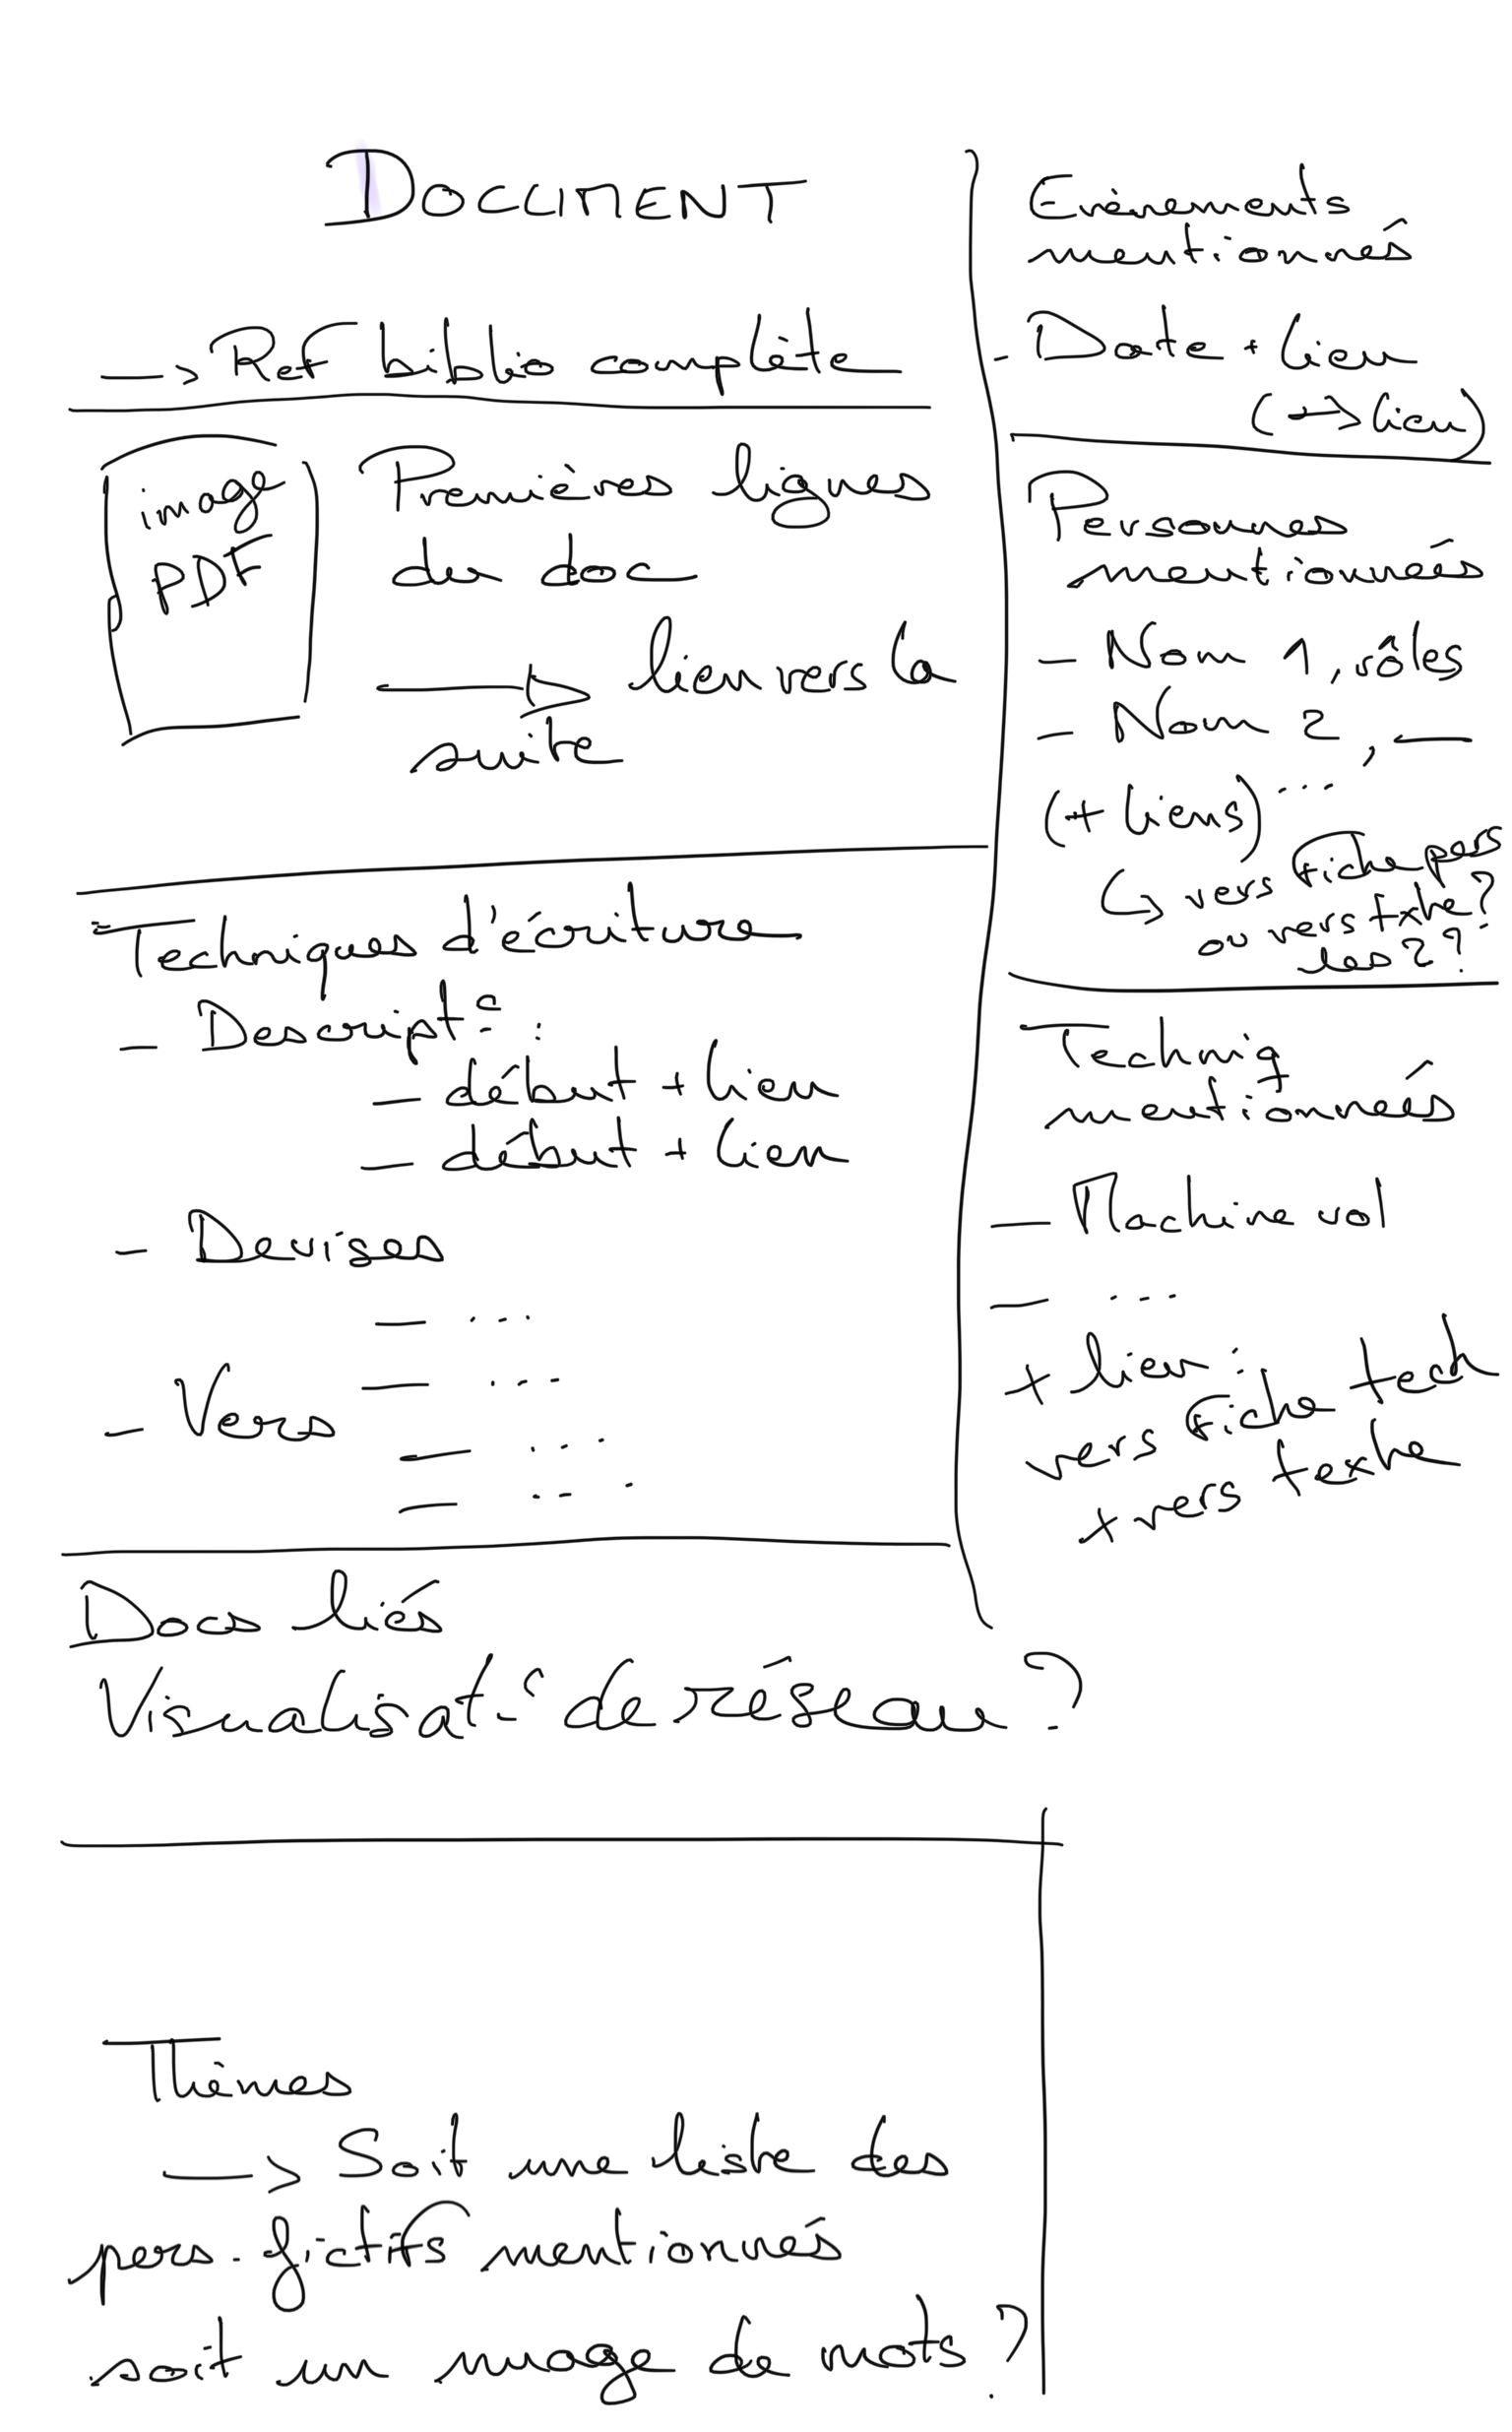 DOCUMENT
→ Ref biblio complète
image
PDF
Premières lignes
du doc
→ lien vers la
suite
Techniques d'écriture
- Descript° :
- début + lien
- début + lien
- Devises
- ...
- ...
- Vers
- ...
- ...
Docs liés
Visualisat° de réseau ?
Thèmes
→ Soit une liste des
pers. fictifs mentionnés
soit un nuage de mots ?
Evènements
mentionnés
- Date + lieu
(→ lien)
Personnes
mentionnées
- Nom 1, rôles
- Nom 2, —
(+ liens) ...
↳ vers fiche pers
ou vers txte ?
les 2 ?
Techniq
mentionnés
- Machine vol
- ...
+ lien :
vers fiche tech
+ vers texte